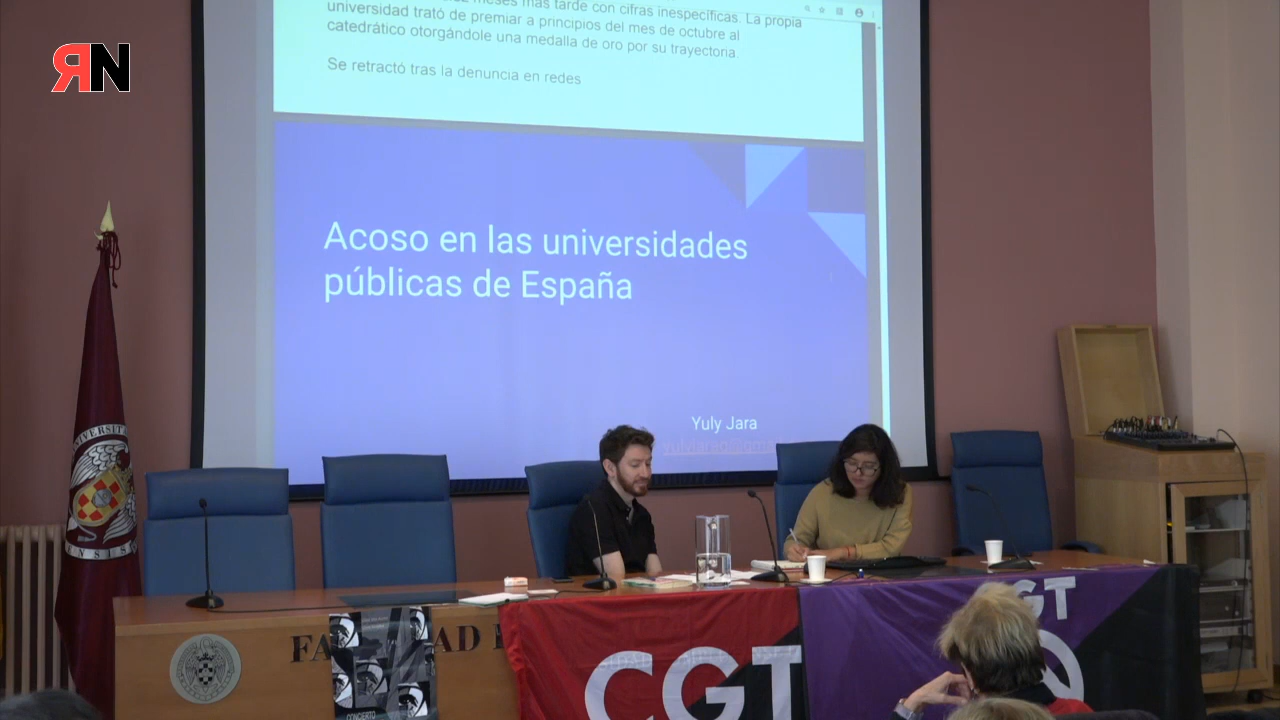 ЯN
meses más tarde con cifras inespecíficas. La propia
universidad trató de premiar a principios del mes de octubre al
catedrático otorgándole una medalla de oro por su trayectoria.
Se retractó tras la denuncia en redes
Acoso en las universidades
públicas de España
Yuly Jara
CGT
CGT
CONCIERTO